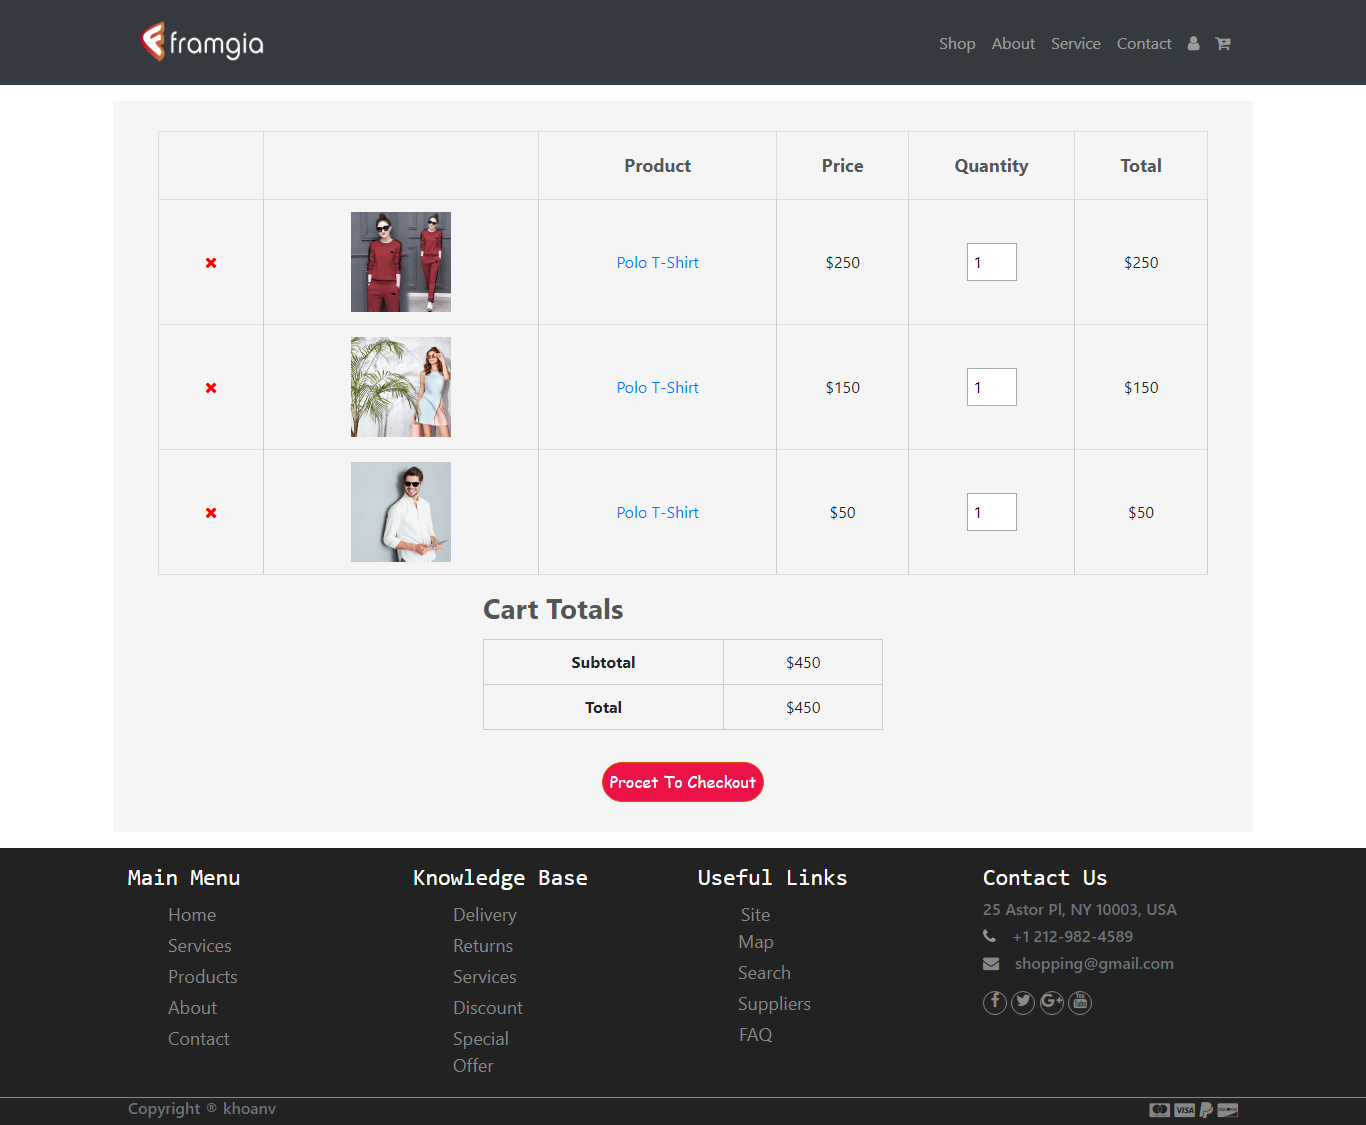 framgia
Shop About Service Contact
Product Price Quantity Total
Polo T-Shirt $250 1 $250
Polo T-Shirt $150 1 $150
Polo T-Shirt $50 1 $50
Cart Totals
Subtotal $450
Total $450
Procet To Checkout
Main Menu
Home
Services
Products
About
Contact
Knowledge Base
Delivery
Returns
Services
Discount
Special
Offer
Useful Links
Site
Map
Search
Suppliers
FAQ
Contact Us
25 Astor Pl, NY 10003, USA
+1 212-982-4589
shopping@gmail.com
G+
You Tube
Copyright ® khoanv
VISA